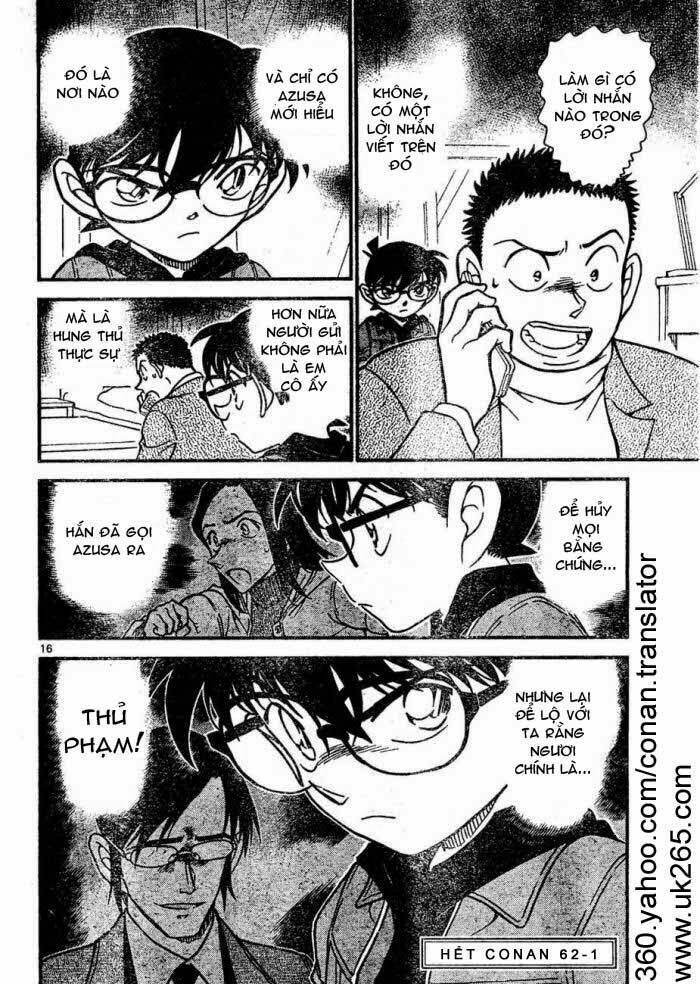 LÀM GÌ CÓ
LỜI NHẮN
NÀO TRONG
ĐÓ?
KHÔNG,
CÓ MỘT
LỜI NHẮN
VIẾT TRÊN
ĐÓ
VÀ CHỈ CÓ
AZUSA
MỚI HIỂU
ĐÓ LÀ
NƠI NÀO
HƠN NỮA
NGƯỜI GỬI
KHÔNG PHẢI
LÀ EM
CÔ ẤY
MÀ LÀ
HUNG THỦ
THỰC SỰ
ĐỂ HỦY
MỌI
BẰNG
CHỨNG...
HẮN ĐÃ GỌI
AZUSA RA
16
NHƯNG LẠI
ĐỂ LỘ VỚI
TA RẰNG
NGƯƠI
CHÍNH LÀ...
THỦ
PHẠM!
HẾT CONAN 62-1
360.yahoo.com/conan.translator
www.uk265.com